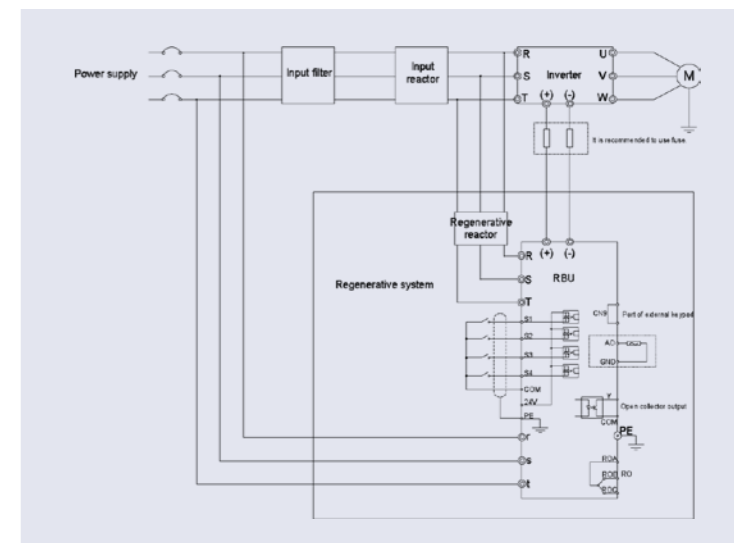 Power supply
Input filter
Input
reactor
R
S
T
Inverter
(+) (-)
U
V
W
M
It is recommended to use fuse.
Regenerative
reactor
Regenerative system
R
S
T
(+) (-)
RBU
S1
S2
S3
S4
COM
24V
PE
r
s
t
CN9
Part of external keypad
AO
GND
Y
Open collector output
COM
PE
ROA
ROB
RO
ROC